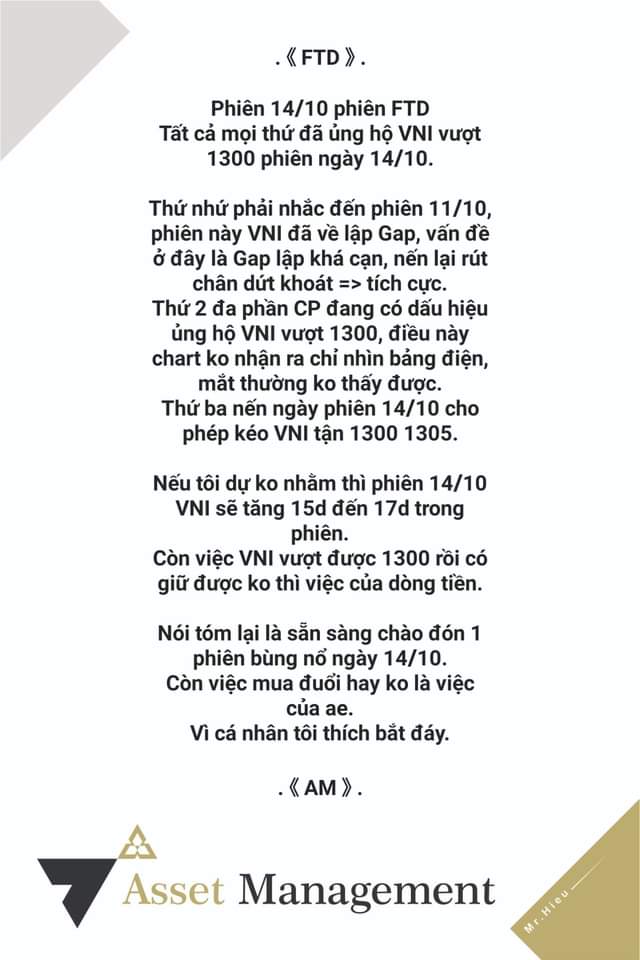 .《 FTD 》.
Phiên 14/10 phiên FTD
Tất cả mọi thứ đã ủng hộ VNI vượt
1300 phiên ngày 14/10.
Thứ nhứ phải nhắc đến phiên 11/10,
phiên này VNI đã về lập Gap, vấn đề
ở đây là Gap lập khá cạn, nến lại rút
chân dứt khoát => tích cực.
Thứ 2 đa phần CP đang có dấu hiệu
ủng hộ VNI vượt 1300, điều này
chart ko nhận ra chỉ nhìn bảng điện,
mắt thường ko thấy được.
Thứ ba nến ngày phiên 14/10 cho
phép kéo VNI tận 1300 1305.
Nếu tôi dự ko nhằm thì phiên 14/10
VNI sẽ tăng 15d đến 17d trong
phiên.
Còn việc VNI vượt được 1300 rồi có
giữ được ko thì việc của dòng tiền.
Nói tóm lại là sẵn sàng chào đón 1
phiên bùng nổ ngày 14/10.
Còn việc mua đuổi hay ko là việc
của ae.
Vì cá nhân tôi thích bắt đáy.
.《 AM 》.
Asset Management
Mr.Hieu